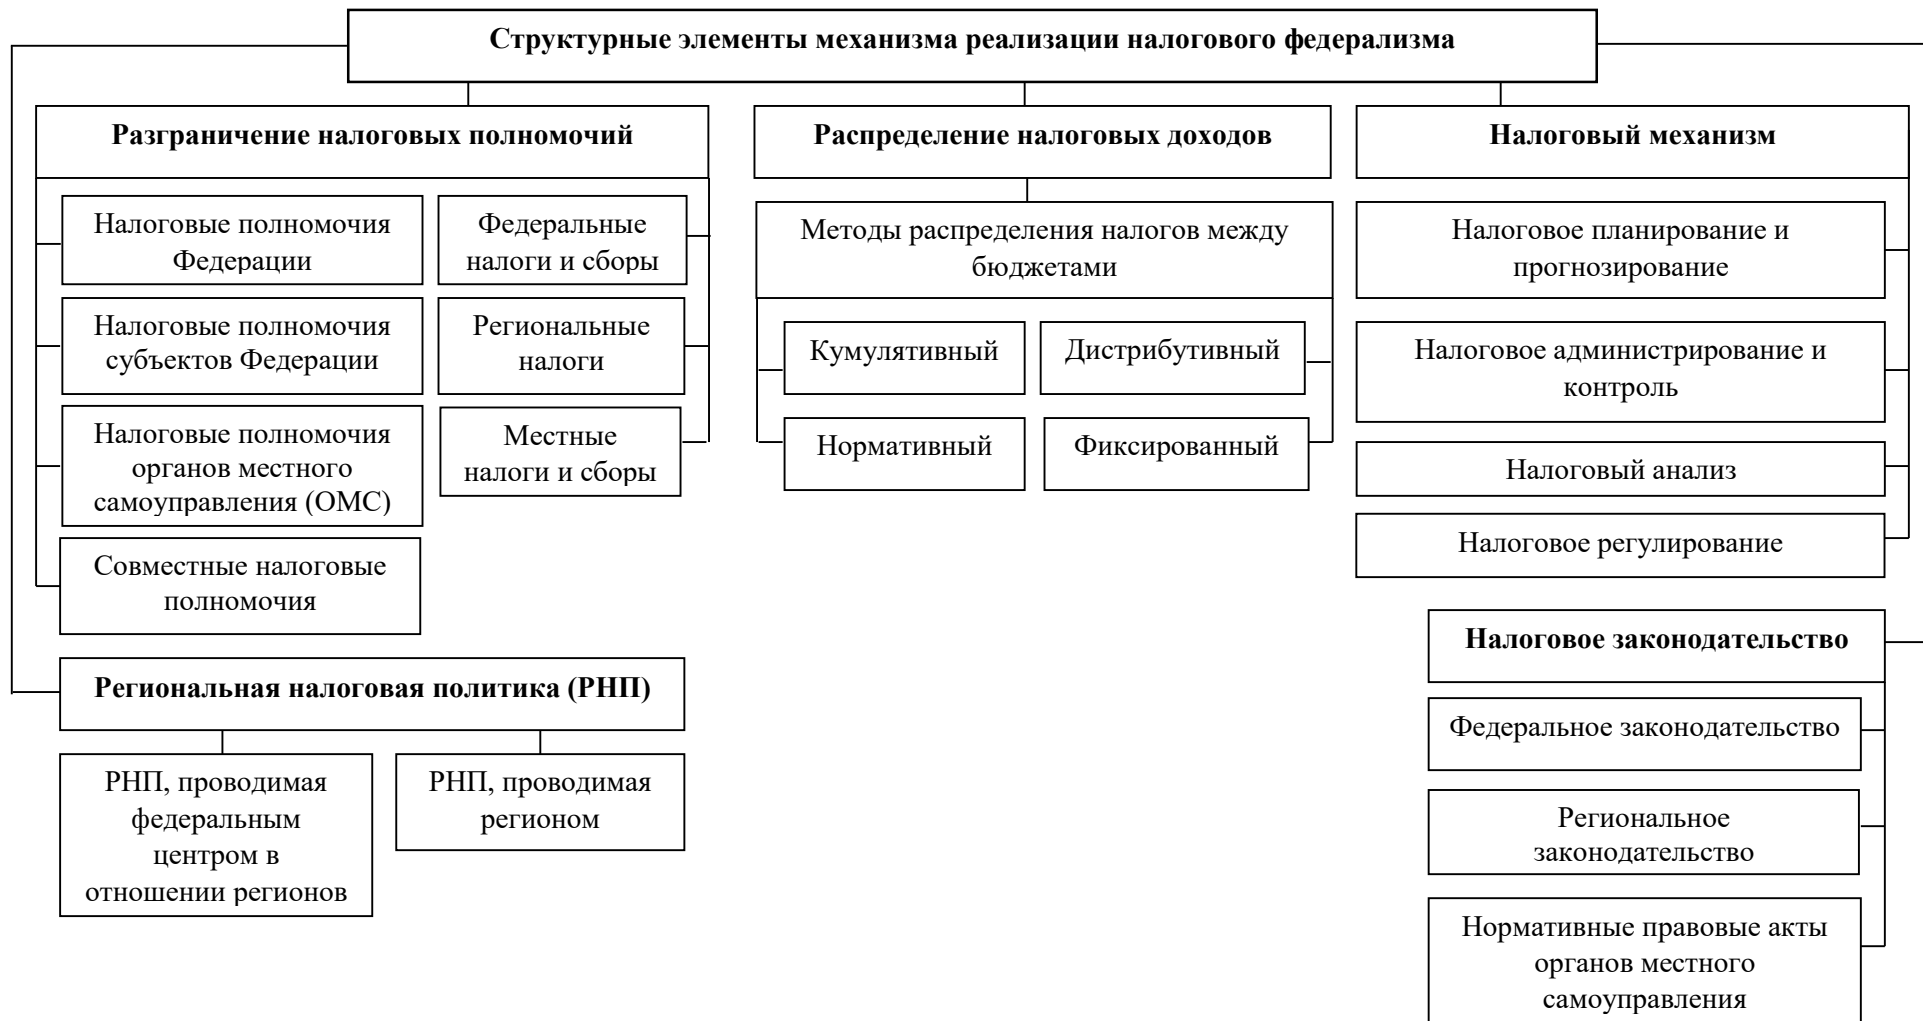 Структурные элементы механизма реализации налогового федерализма
Разграничение налоговых полномочий
Налоговые полномочия
Федерации
Налоговые полномочия
субъектов Федерации
Налоговые полномочия
органов местного
самоуправления (ОМС)
Совместные налоговые
полномочия
Федеральные
налоги и сборы
Региональные
налоги
Местные
налоги и сборы
Распределение налоговых доходов
Методы распределения налогов между
бюджетами
Кумулятивный
Дистрибутивный
Нормативный
Фиксированный
Налоговый механизм
Налоговое планирование и
прогнозирование
Налоговое администрирование и
контроль
Налоговый анализ
Налоговое регулирование
Региональная налоговая политика (РНП)
РНП, проводимая
федеральным
центром в
отношении регионов
РНП, проводимая
регионом
Налоговое законодательство
Федеральное законодательство
Региональное
законодательство
Нормативные правовые акты
органов местного
самоуправления